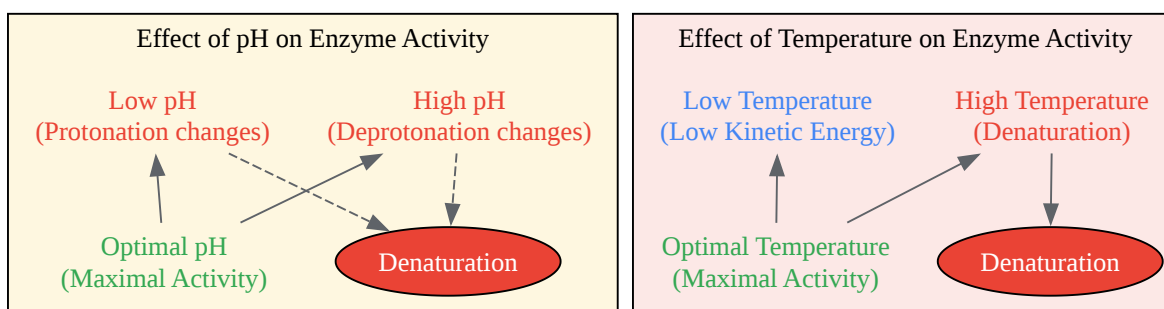 Effect of pH on Enzyme Activity
Low pH
(Protonation changes)
High pH
(Deprotonation changes)
Optimal pH
(Maximal Activity)
Denaturation
Effect of Temperature on Enzyme Activity
Low Temperature
(Low Kinetic Energy)
High Temperature
(Denaturation)
Optimal Temperature
(Maximal Activity)
Denaturation